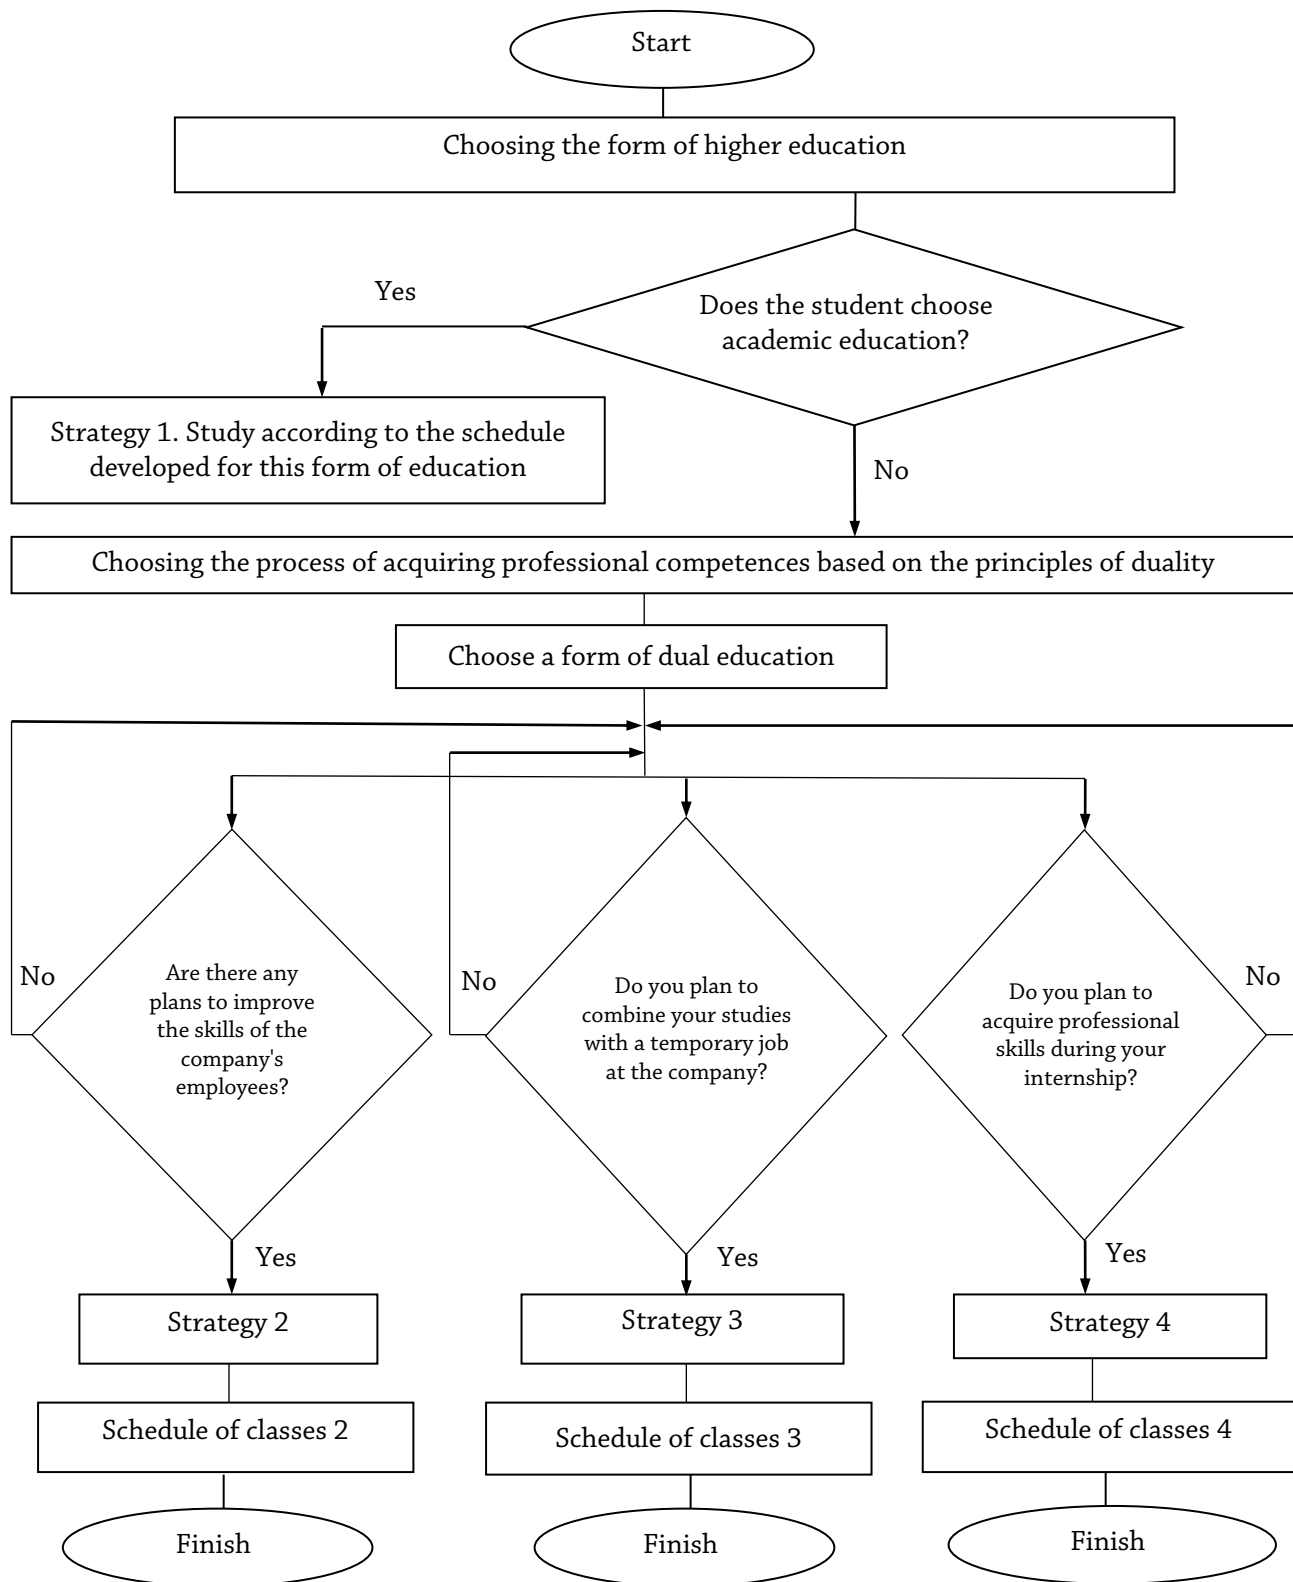 Start
Choosing the form of higher education
Does the student choose
academic education?
Yes
Strategy 1. Study according to the schedule
developed for this form of education
No
Choosing the process of acquiring professional competences based on the principles of duality
Choose a form of dual education
No
Are there any
plans to improve
the skills of the
company's
employees?
No
Do you plan to
combine your studies
with a temporary job
at the company?
No
Do you plan to
acquire professional
skills during your
internship?
Yes
Yes
Yes
Strategy 2
Strategy 3
Strategy 4
Schedule of classes 2
Schedule of classes 3
Schedule of classes 4
Finish
Finish
Finish